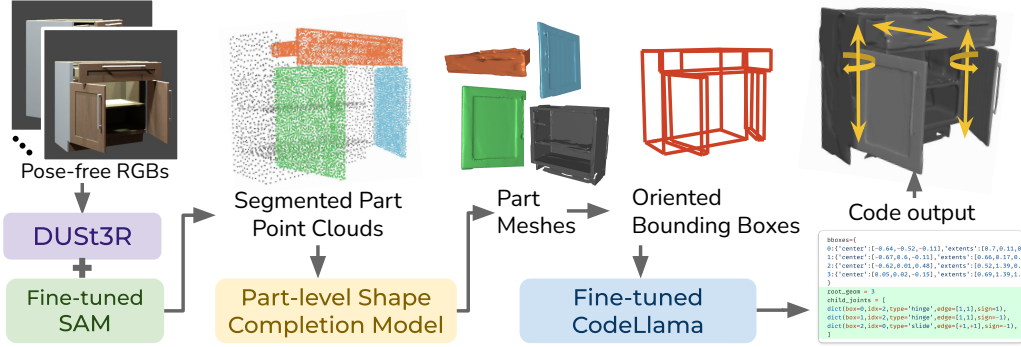 Pose-free RGBs
DUSt3R
Fine-tuned
SAM
Segmented Part
Point Clouds
Part-level Shape
Completion Model
Part
Meshes
Oriented
Bounding Boxes
Fine-tuned
CodeLlama
Code output
bboxes={
0:{'center':[-0.64,-0.52,-0.11],'extents':[0.7,0.11,0
1:{'center':[-0.67,0.6,-0.11],'extents':[0.66,0.17,0.
2:{'center':[-0.62,0.01,0.48],'extents':[0.52,1.39,0.
3:{'center':[0.05,0.02,-0.15],'extents':[0.69,1.39,1.
}
root_geom = 3
child_joints = [
dict(box=0,idx=2,type='hinge',edge=[1,1],sign=1),
dict(box=1,idx=2,type='hinge',edge=[1,1],sign=-1),
dict(box=2,idx=0,type='slide',edge=[+1,+1],sign=-1),
]